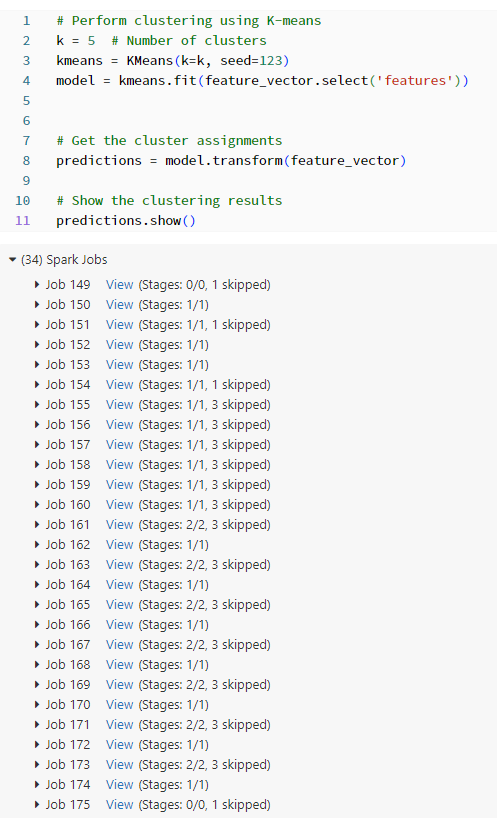 1 # Perform clustering using K-means
2 k = 5 # Number of clusters
3 kmeans = KMeans(k=k, seed=123)
4 model = kmeans.fit(feature_vector.select('features'))
5
6
7 # Get the cluster assignments
8 predictions = model.transform(feature_vector)
9
10 # Show the clustering results
11 predictions.show()
(34) Spark Jobs
Job 149 View (Stages: 0/0, 1 skipped)
Job 150 View (Stages: 1/1)
Job 151 View (Stages: 1/1, 1 skipped)
Job 152 View (Stages: 1/1)
Job 153 View (Stages: 1/1)
Job 154 View (Stages: 1/1, 1 skipped)
Job 155 View (Stages: 1/1, 3 skipped)
Job 156 View (Stages: 1/1, 3 skipped)
Job 157 View (Stages: 1/1, 3 skipped)
Job 158 View (Stages: 1/1, 3 skipped)
Job 159 View (Stages: 1/1, 3 skipped)
Job 160 View (Stages: 1/1, 3 skipped)
Job 161 View (Stages: 2/2, 3 skipped)
Job 162 View (Stages: 1/1)
Job 163 View (Stages: 2/2, 3 skipped)
Job 164 View (Stages: 1/1)
Job 165 View (Stages: 2/2, 3 skipped)
Job 166 View (Stages: 1/1)
Job 167 View (Stages: 2/2, 3 skipped)
Job 168 View (Stages: 1/1)
Job 169 View (Stages: 2/2, 3 skipped)
Job 170 View (Stages: 1/1)
Job 171 View (Stages: 2/2, 3 skipped)
Job 172 View (Stages: 1/1)
Job 173 View (Stages: 2/2, 3 skipped)
Job 174 View (Stages: 1/1)
Job 175 View (Stages: 0/0, 1 skipped)